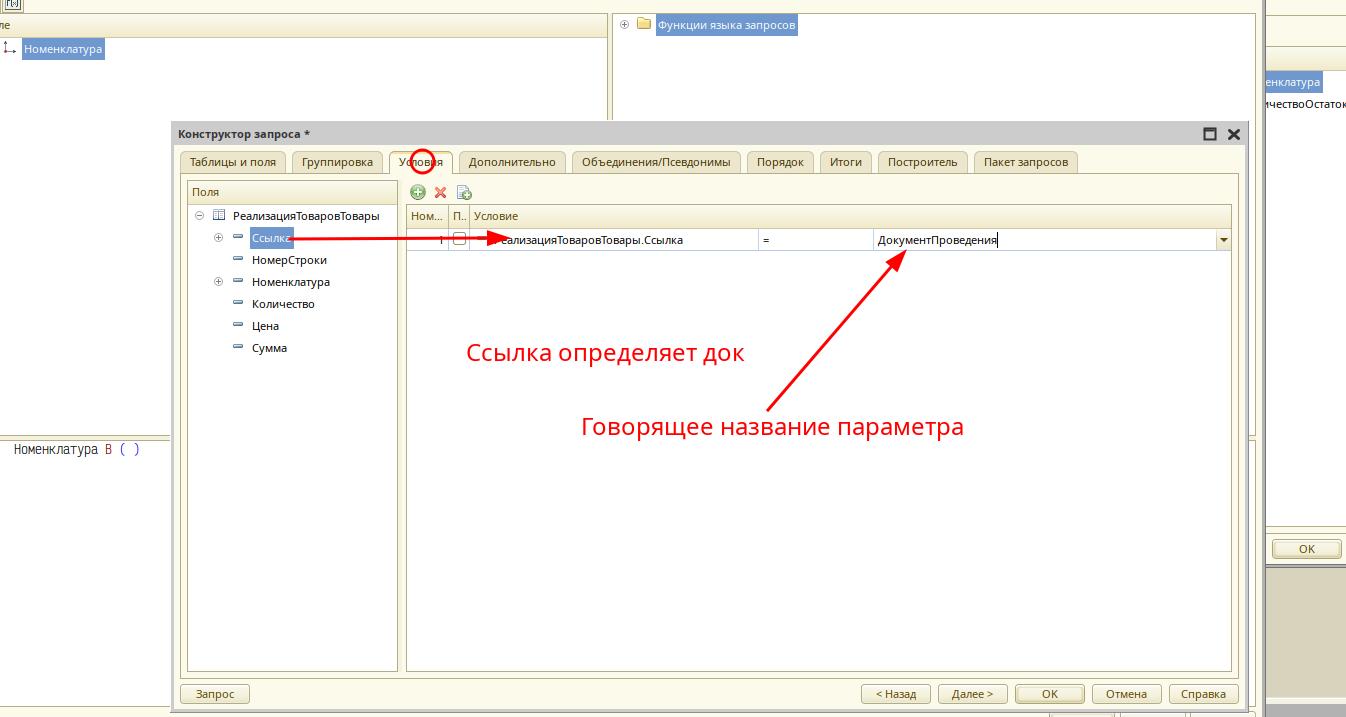 Номенклатура
Функции языка запросов
Конструктор запроса *
Таблицы и поля Группировка Условия Дополнительно Объединения/Псевдонимы Порядок Итоги Построитель Пакет запросов
Поля
РеализацияТоваровТовары
Ссылка
НомерСтроки
Номенклатура
Количество
Цена
Сумма
Ном... П.. Условие
1 РеализацияТоваровТовары.Ссылка = ДокументПроведения
Ссылка определяет док
Говорящее название параметра
Номенклатура В ( )
Запрос < Назад Далее > OK Отмена Справка
енклатура
ичествоОстаток
OK